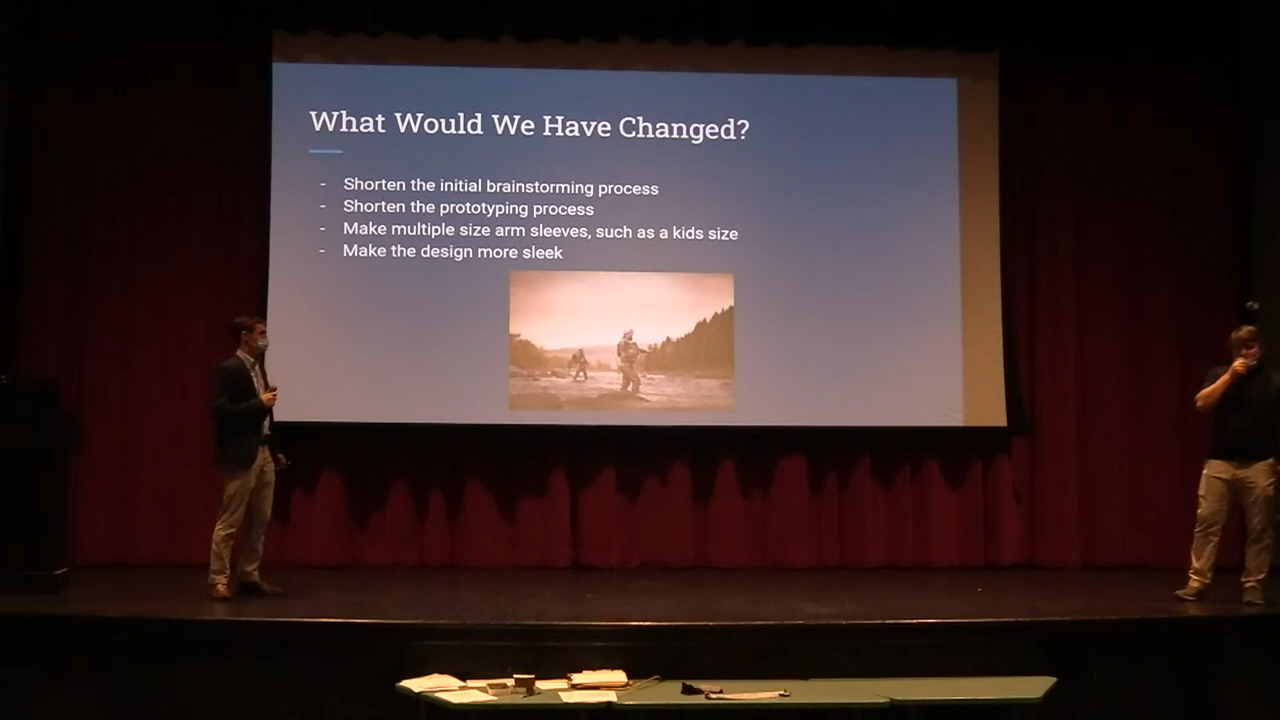 What Would We Have Changed?
- Shorten the initial brainstorming process
- Shorten the prototyping process
- Make multiple size arm sleeves, such as a kids size
- Make the design more sleek